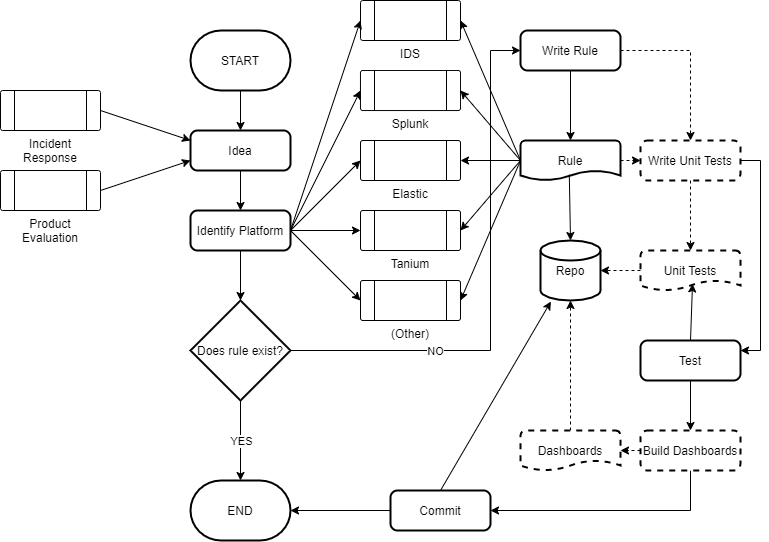 START
IDS
Write Rule
Splunk
Incident
Response
Idea
Rule
Write Unit Tests
Elastic
Product
Evaluation
Identify Platform
Tanium
Repo
Unit Tests
(Other)
Does rule exist?
NO
Test
YES
Dashboards
Build Dashboards
END
Commit